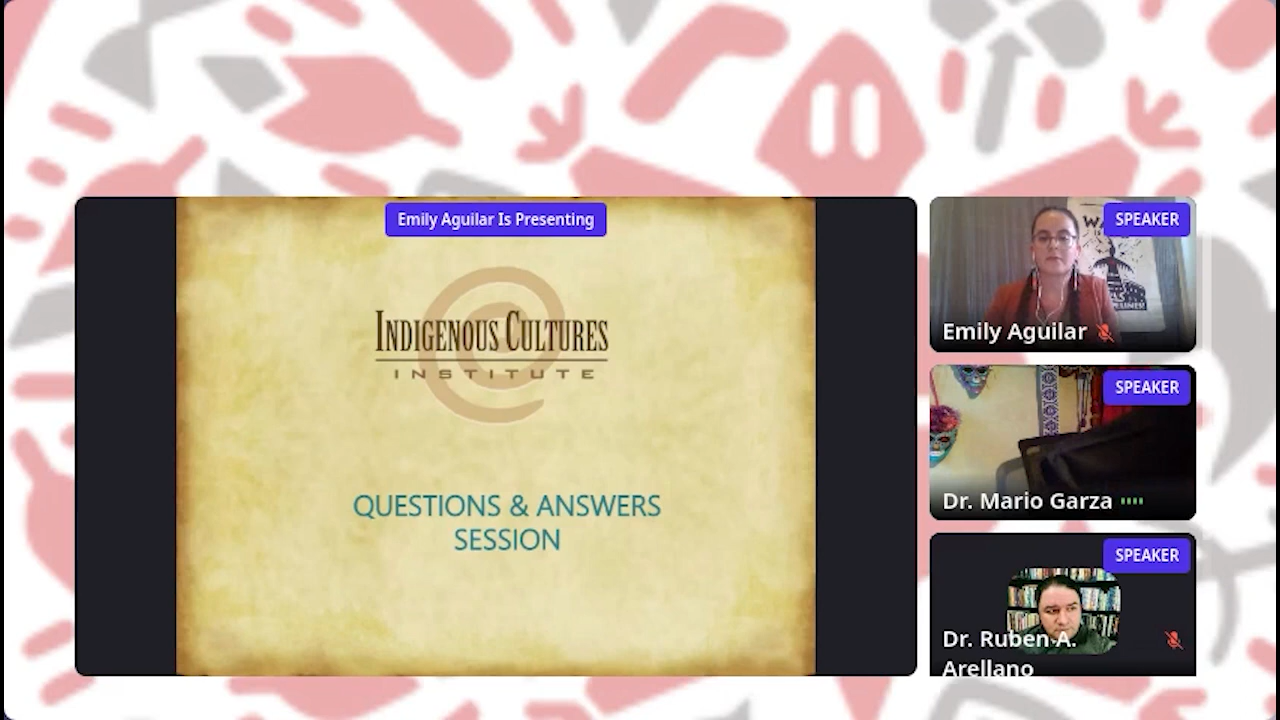 Emily Aguilar Is Presenting
INDIGENOUS CULTURES
INSTITUTE
QUESTIONS & ANSWERS
SESSION
SPEAKER
Emily Aguilar
SPEAKER
Dr. Mario Garza
SPEAKER
Dr. Ruben A.
Arellano